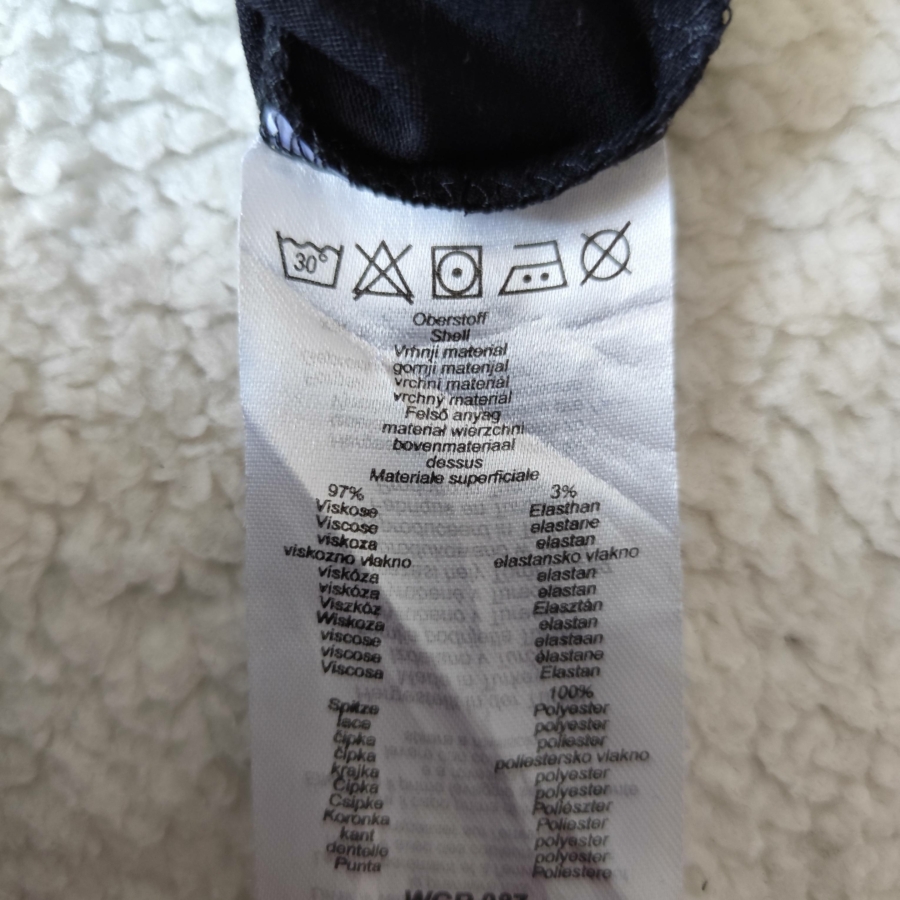 30°
Oberstoff
Shell
Vrhnji material
gornji materijal
vrchní materiál
vrchný materiál
Felső anyag
materiał wierzchni
bovenmateriaal
dessus
Materiale superficiale
97% 3%
Viskose Elasthan
Viscose elastane
viskoza elastan
viskozno vlakno elastansko vlakno
viskóza elastan
viskóza elastan
Viszkóz Elasztán
Wiskoza elastan
viscose elastaan
viscose élastane
Viscosa Elastan
100%
Spitze Polyester
lace polyester
čipka poliester
čipka poliestersko vlakno
krajka polyester
Čipka polyester
Csipke Poliészter
Koronka Poliester
kant polyester
dentelle polyester
Punta Poliestere